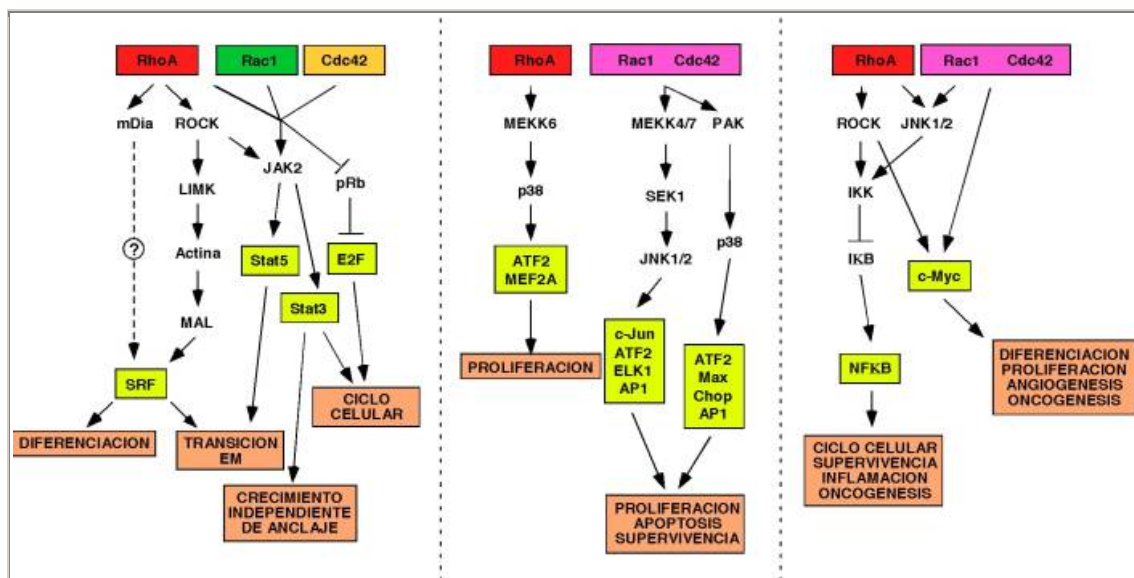 RhoA
Rac1
Cdc42
mDia
ROCK
JAK2
pRb
LIMK
?
Actina
Stat5
E2F
Stat3
MAL
SRF
CICLO
CELULAR
DIFERENCIACION
TRANSICION
EM
CRECIMIENTO
INDEPENDIENTE
DE ANCLAJE
RhoA
Rac1 Cdc42
MEKK6
MEKK4/7
PAK
p38
SEK1
p38
ATF2
MEF2A
JNK1/2
PROLIFERACION
c-Jun
ATF2
ELK1
AP1
ATF2
Max
Chop
AP1
PROLIFERACION
APOPTOSIS
SUPERVIVENCIA
RhoA
Rac1 Cdc42
ROCK
JNK1/2
IKK
IKB
c-Myc
NFKB
DIFERENCIACION
PROLIFERACION
ANGIOGENESIS
ONCOGENESIS
CICLO CELULAR
SUPERVIVENCIA
INFLAMACION
ONCOGENESIS